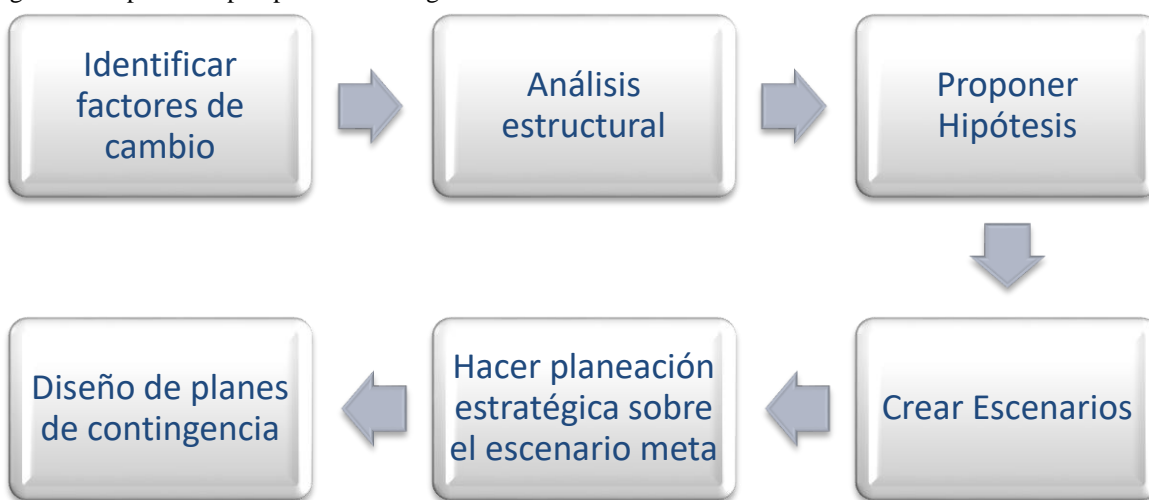 Identificar
factores de
cambio
Análisis
estructural
Proponer
Hipótesis
Crear Escenarios
Hacer planeación
estratégica sobre
el escenario meta
Diseño de planes
de contingencia